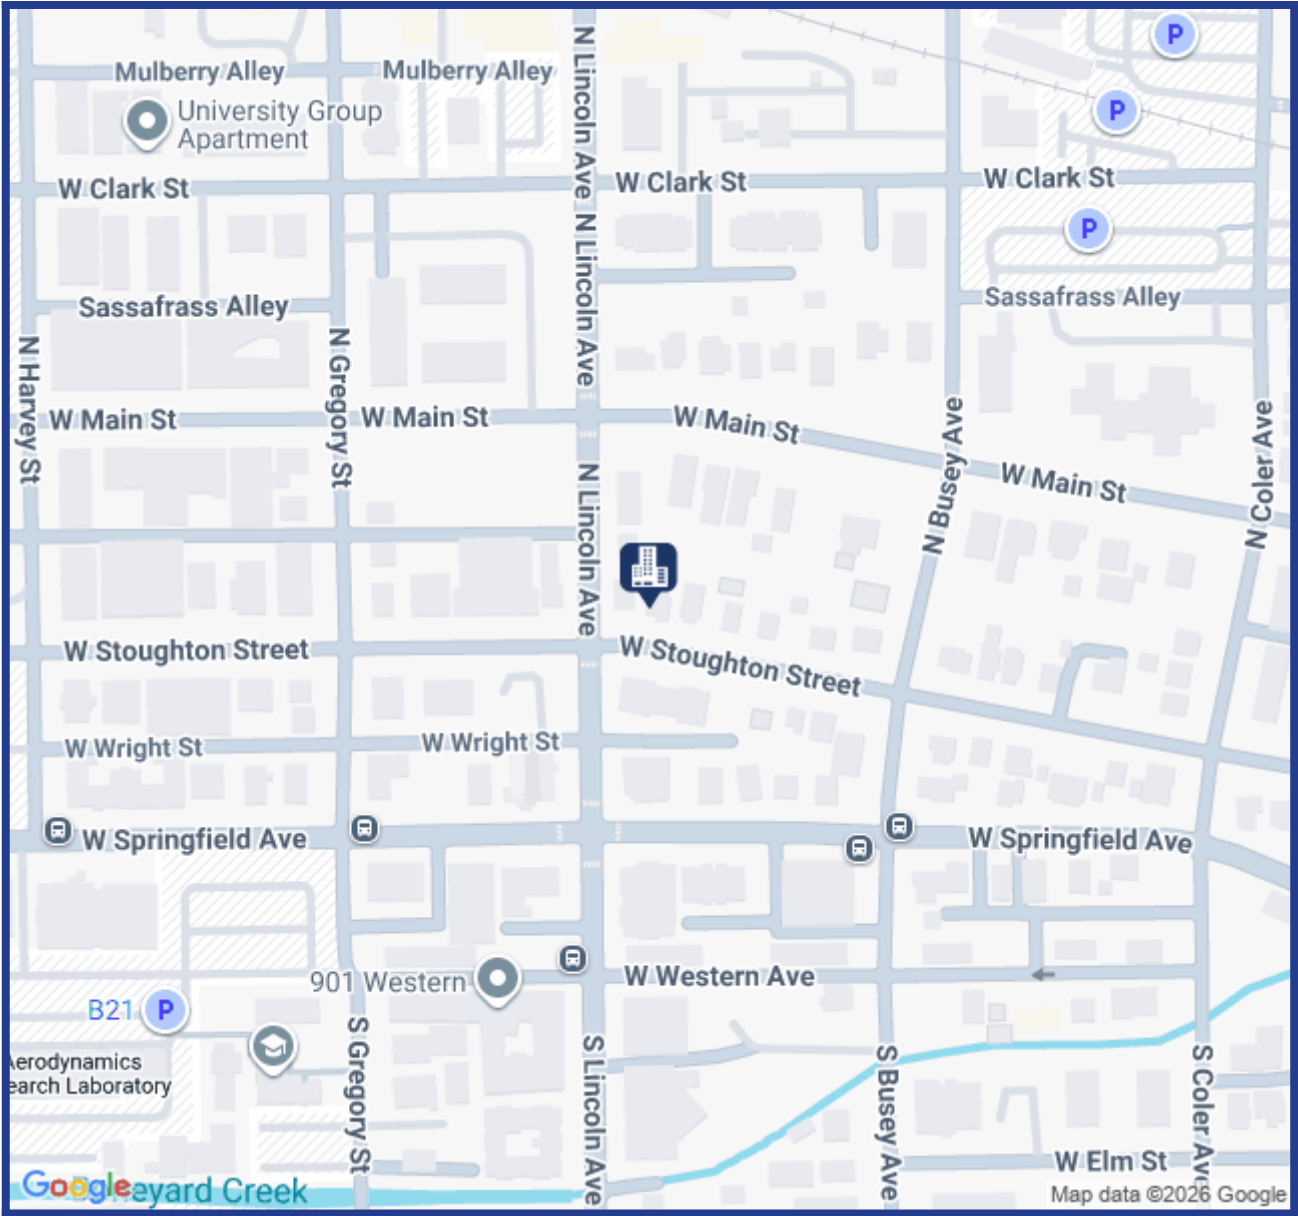 P
Mulberry Alley
Mulberry Alley
University Group
Apartment
P
N Lincoln Ave
W Clark St
W Clark St
W Clark St
P
N Lincoln Ave
Sassafrass Alley
Sassafrass Alley
N Harvey St
N Gregory St
W Main St
W Main St
W Main St
N Busey Ave
N Coler Ave
W Main St
N Lincoln Ave
W Stoughton Street
W Stoughton Street
W Wright St
W Wright St
W Springfield Ave
W Springfield Ave
901 Western
W Western Ave
B21
P
Aerodynamics
earch Laboratory
S Gregory St
S Lincoln Ave
S Busey Ave
S Coler Ave
W Elm St
Google
eyard Creek
Map data ©2026 Google